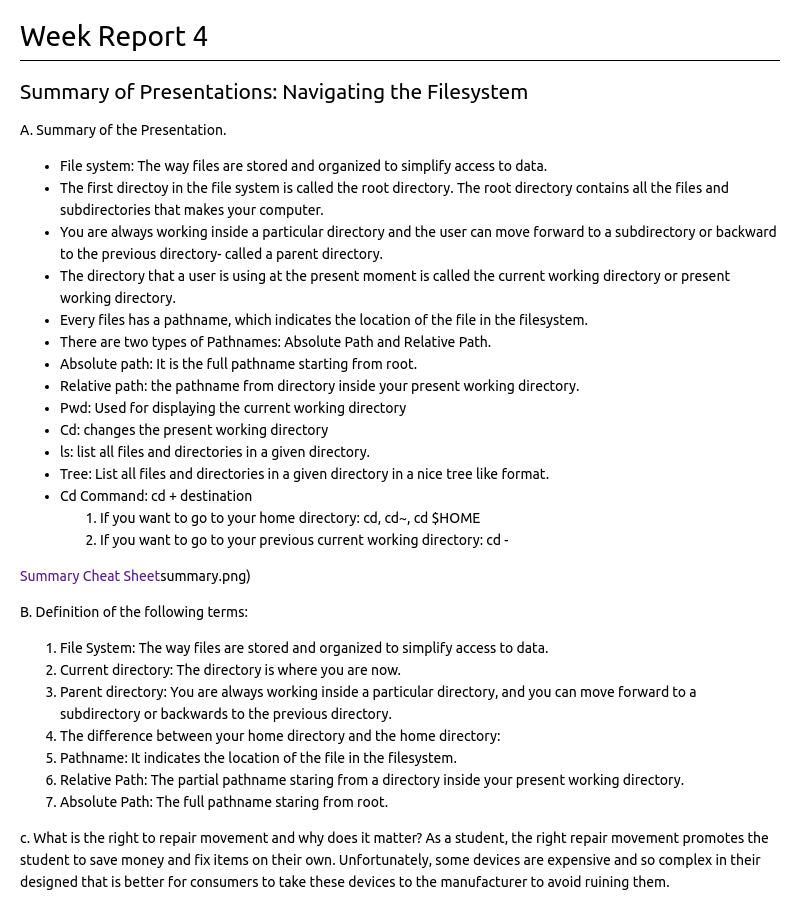 Week Report 4
Summary of Presentations: Navigating the Filesystem
A. Summary of the Presentation.
• File system: The way files are stored and organized to simplify access to data.
• The first directoy in the file system is called the root directory. The root directory contains all the files and
subdirectories that makes your computer.
• You are always working inside a particular directory and the user can move forward to a subdirectory or backward
to the previous directory- called a parent directory.
• The directory that a user is using at the present moment is called the current working directory or present
working directory.
• Every files has a pathname, which indicates the location of the file in the filesystem.
• There are two types of Pathnames: Absolute Path and Relative Path.
• Absolute path: It is the full pathname starting from root.
• Relative path: the pathname from directory inside your present working directory.
• Pwd: Used for displaying the current working directory
• Cd: changes the present working directory
• ls: list all files and directories in a given directory.
• Tree: List all files and directories in a given directory in a nice tree like format.
• Cd Command: cd + destination
1. If you want to go to your home directory: cd, cd~, cd $HOME
2. If you want to go to your previous current working directory: cd -
Summary Cheat Sheetsummary.png)
B. Definition of the following terms:
1. File System: The way files are stored and organized to simplify access to data.
2. Current directory: The directory is where you are now.
3. Parent directory: You are always working inside a particular directory, and you can move forward to a
subdirectory or backwards to the previous directory.
4. The difference between your home directory and the home directory:
5. Pathname: It indicates the location of the file in the filesystem.
6. Relative Path: The partial pathname staring from a directory inside your present working directory.
7. Absolute Path: The full pathname staring from root.
c. What is the right to repair movement and why does it matter? As a student, the right repair movement promotes the
student to save money and fix items on their own. Unfortunately, some devices are expensive and so complex in their
designed that is better for consumers to take these devices to the manufacturer to avoid ruining them.